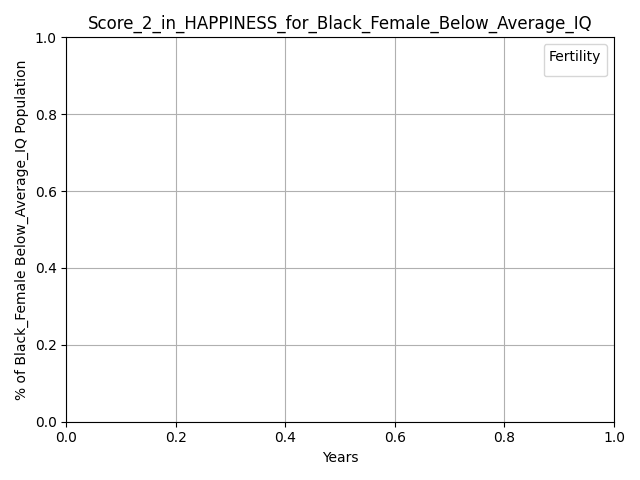 Score_2_in_HAPPINESS_for_Black_Female_Below_Average_IQ
Fertility
% of Black_Female Below_Average_IQ Population
1.0
0.8
0.6
0.4
0.2
0.0
0.0 0.2 0.4 0.6 0.8 1.0
Years